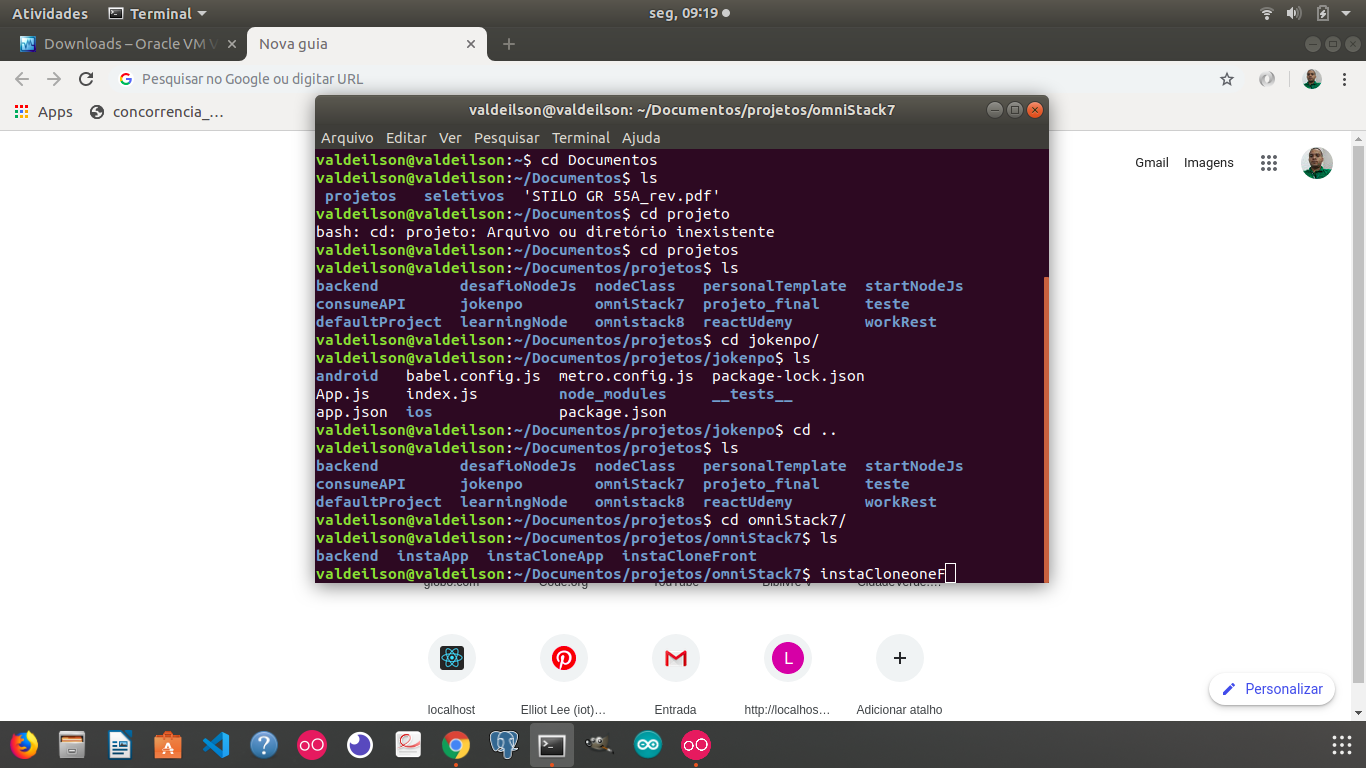 Atividades Terminal seg, 09:19
Downloads – Oracle VM V Nova guia
Pesquisar no Google ou digitar URL
Apps concorrencia_...
valdeilson@valdeilson: ~/Documentos/projetos/omniStack7
Arquivo Editar Ver Pesquisar Terminal Ajuda
Gmail Imagens
valdeilson@valdeilson:~$ cd Documentos
valdeilson@valdeilson:~/Documentos$ ls
projetos seletivos 'STILO GR 55A_rev.pdf'
valdeilson@valdeilson:~/Documentos$ cd projeto
bash: cd: projeto: Arquivo ou diretório inexistente
valdeilson@valdeilson:~/Documentos$ cd projetos
valdeilson@valdeilson:~/Documentos/projetos$ ls
backend desafioNodeJs nodeClass personalTemplate startNodeJs
consumeAPI jokenpo omniStack7 projeto_final teste
defaultProject learningNode omnistack8 reactUdemy workRest
valdeilson@valdeilson:~/Documentos/projetos$ cd jokenpo/
valdeilson@valdeilson:~/Documentos/projetos/jokenpo$ ls
android babel.config.js metro.config.js package-lock.json
App.js index.js node_modules __tests__
app.json ios package.json
valdeilson@valdeilson:~/Documentos/projetos/jokenpo$ cd ..
valdeilson@valdeilson:~/Documentos/projetos$ ls
backend desafioNodeJs nodeClass personalTemplate startNodeJs
consumeAPI jokenpo omniStack7 projeto_final teste
defaultProject learningNode omnistack8 reactUdemy workRest
valdeilson@valdeilson:~/Documentos/projetos$ cd omniStack7/
valdeilson@valdeilson:~/Documentos/projetos/omniStack7$ ls
backend instaApp instaCloneApp instaCloneFront
valdeilson@valdeilson:~/Documentos/projetos/omniStack7$ instaCloneoneF
globo.com Code.org YouTube Biblivre V CidadeVerde....
L
localhost Elliot Lee (iot)... Entrada http://localhos... Adicionar atalho
Personalizar